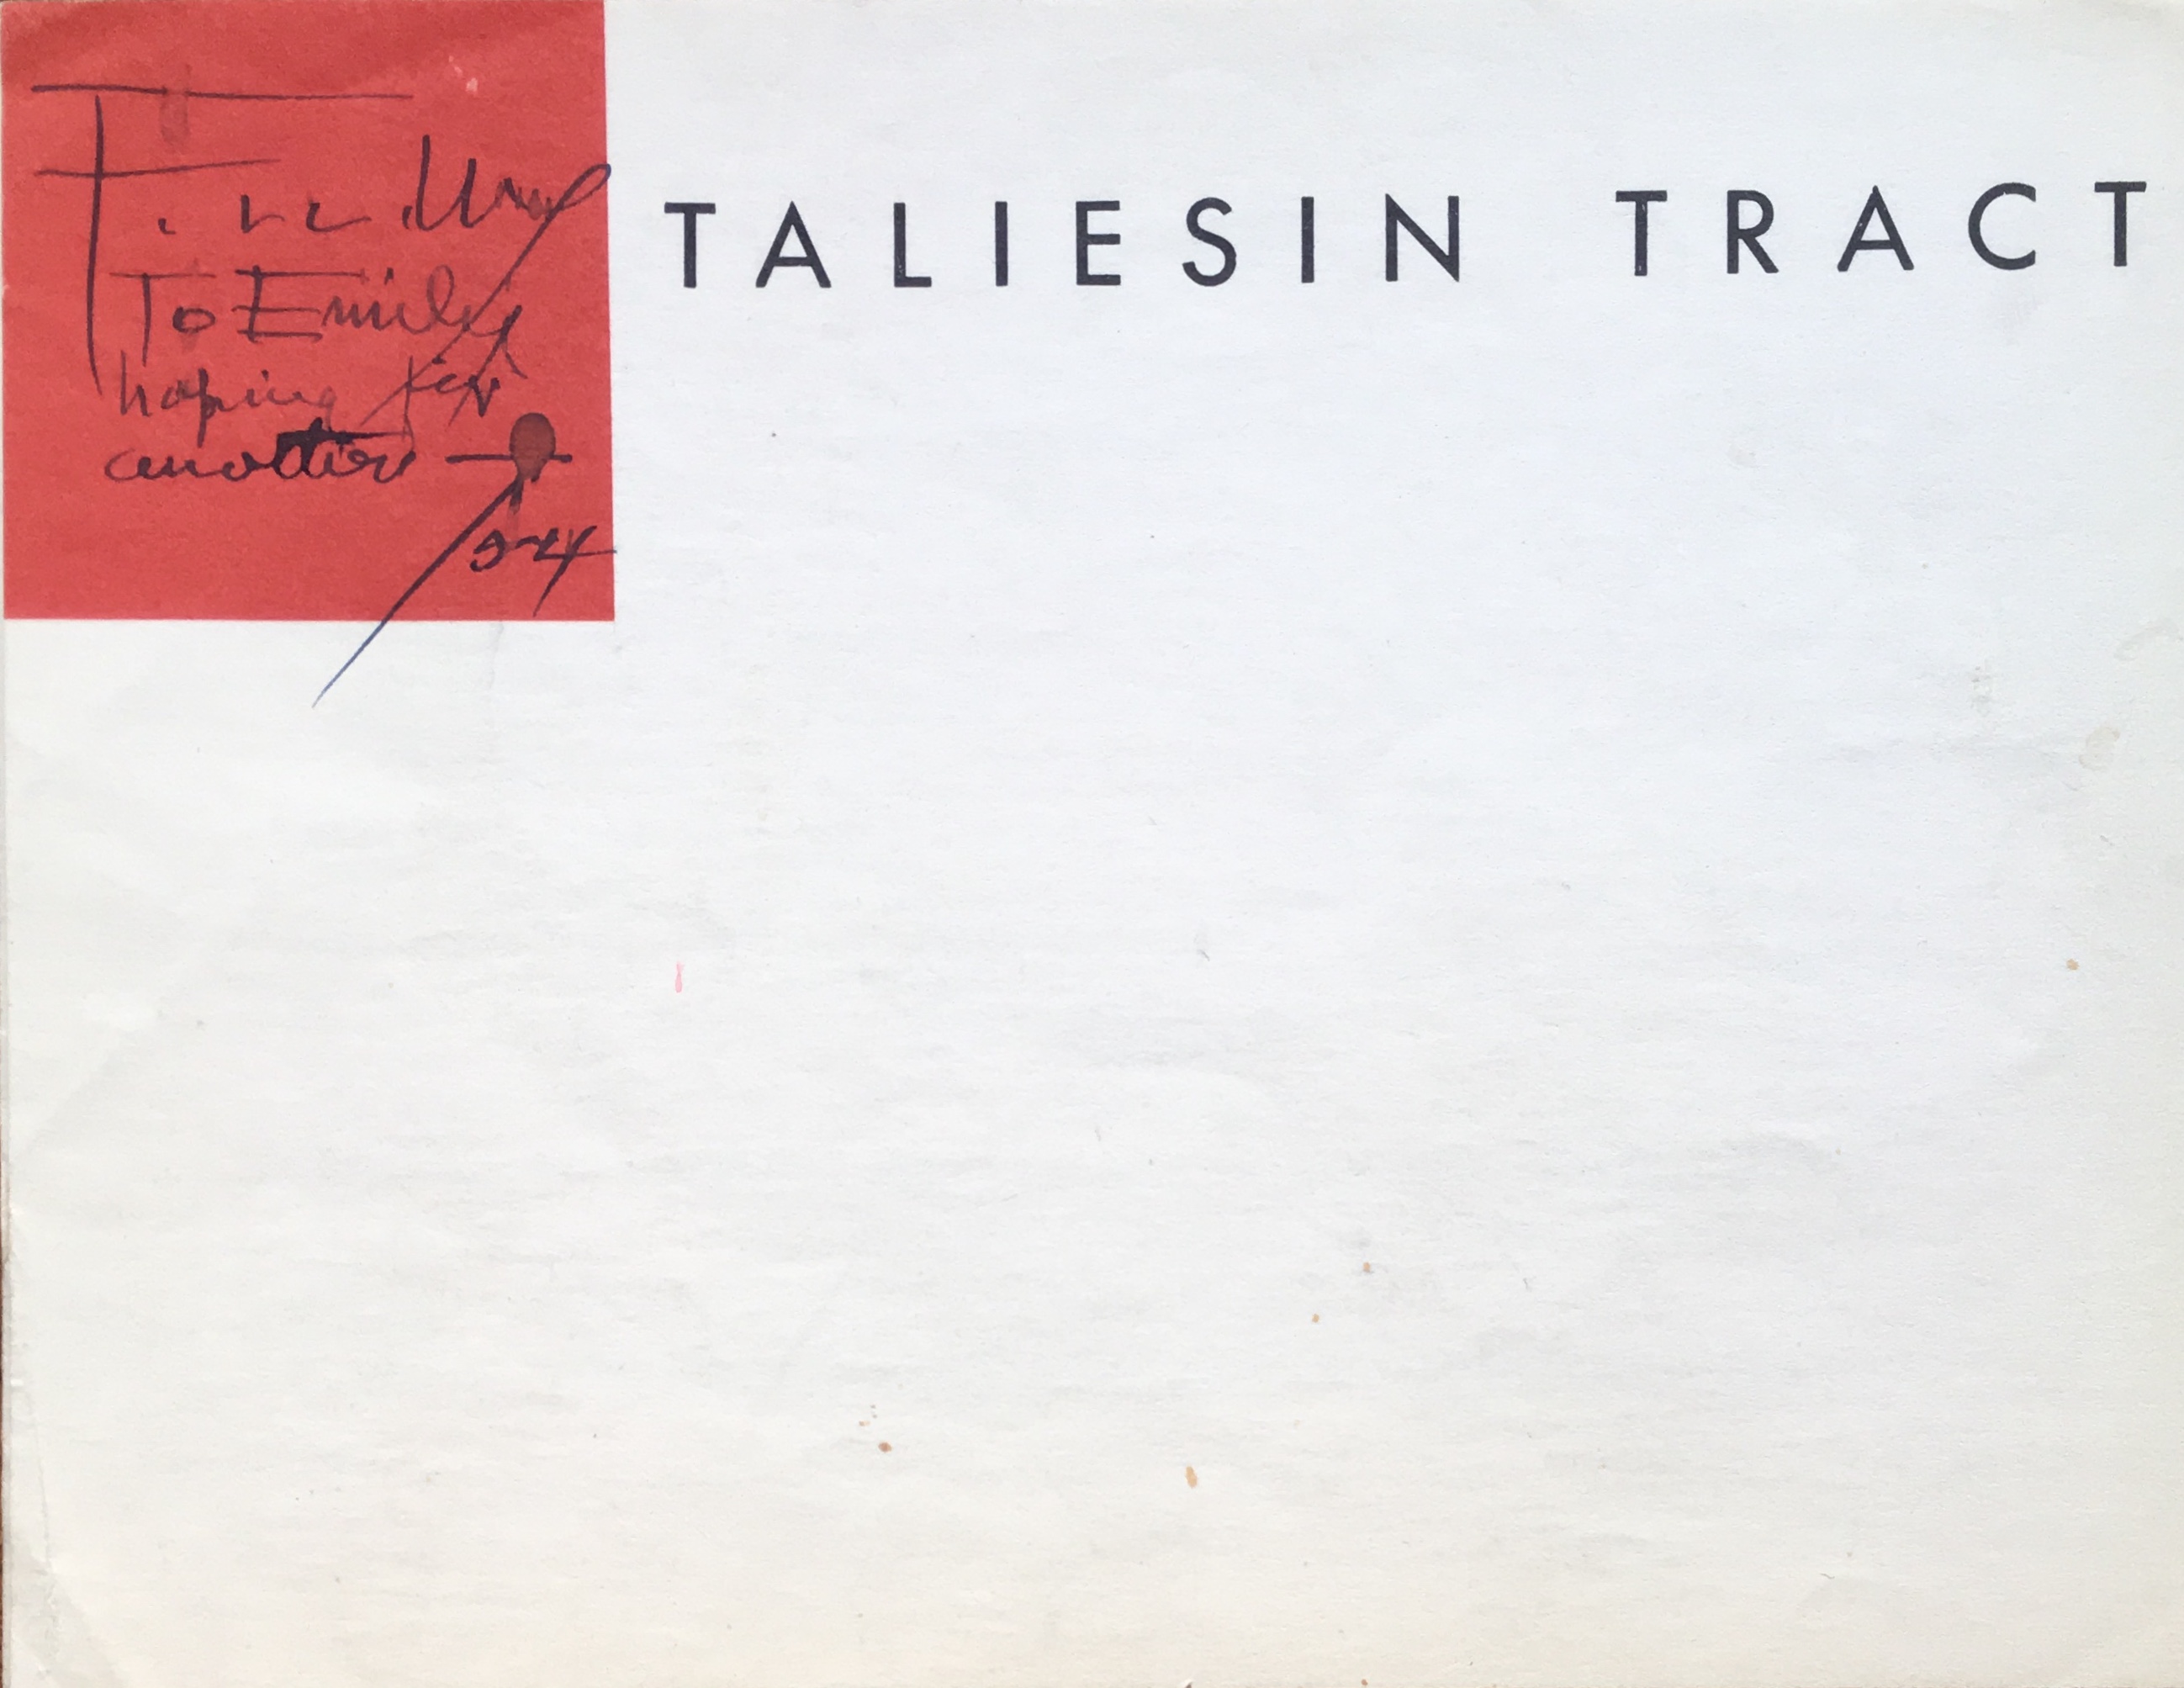 TALIESIN TRACT
To Emily
hoping for
another